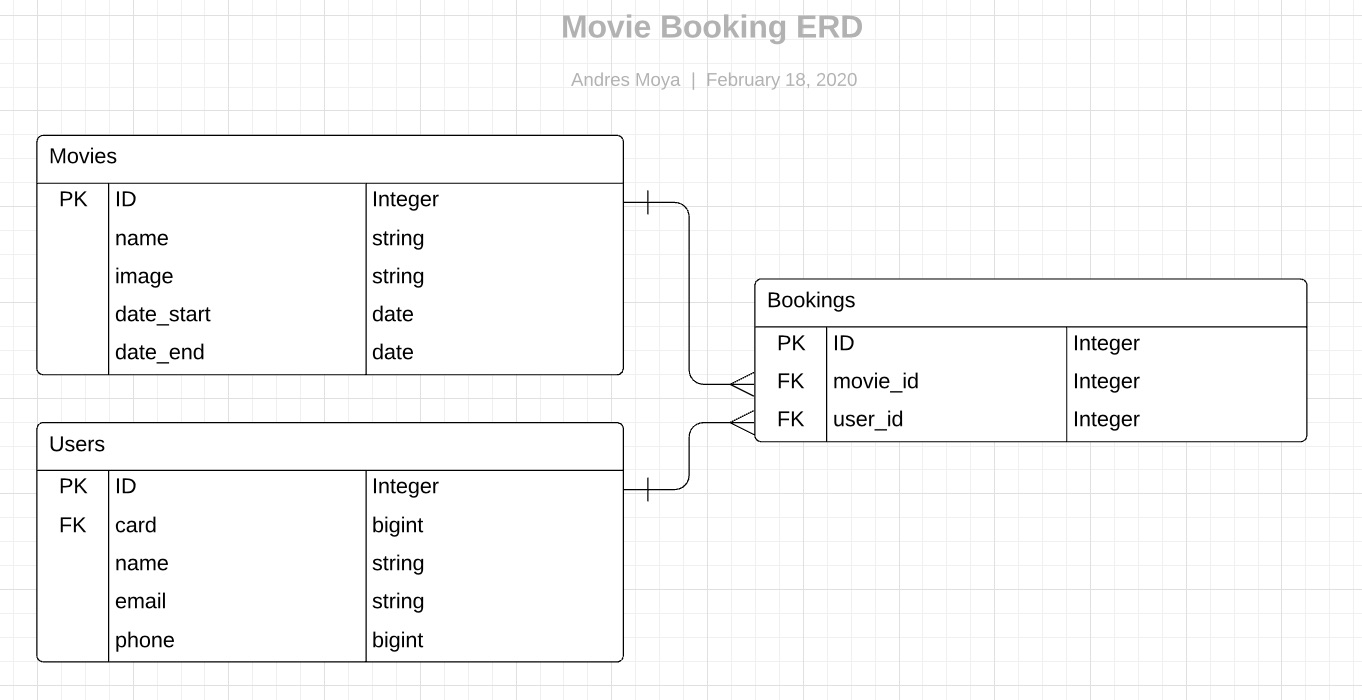 Movie Booking ERD
Andres Moya | February 18, 2020
Movies
PK ID Integer
name string
image string
date_start date
date_end date
Bookings
PK ID Integer
FK movie_id Integer
FK user_id Integer
Users
PK ID Integer
FK card bigint
name string
email string
phone bigint